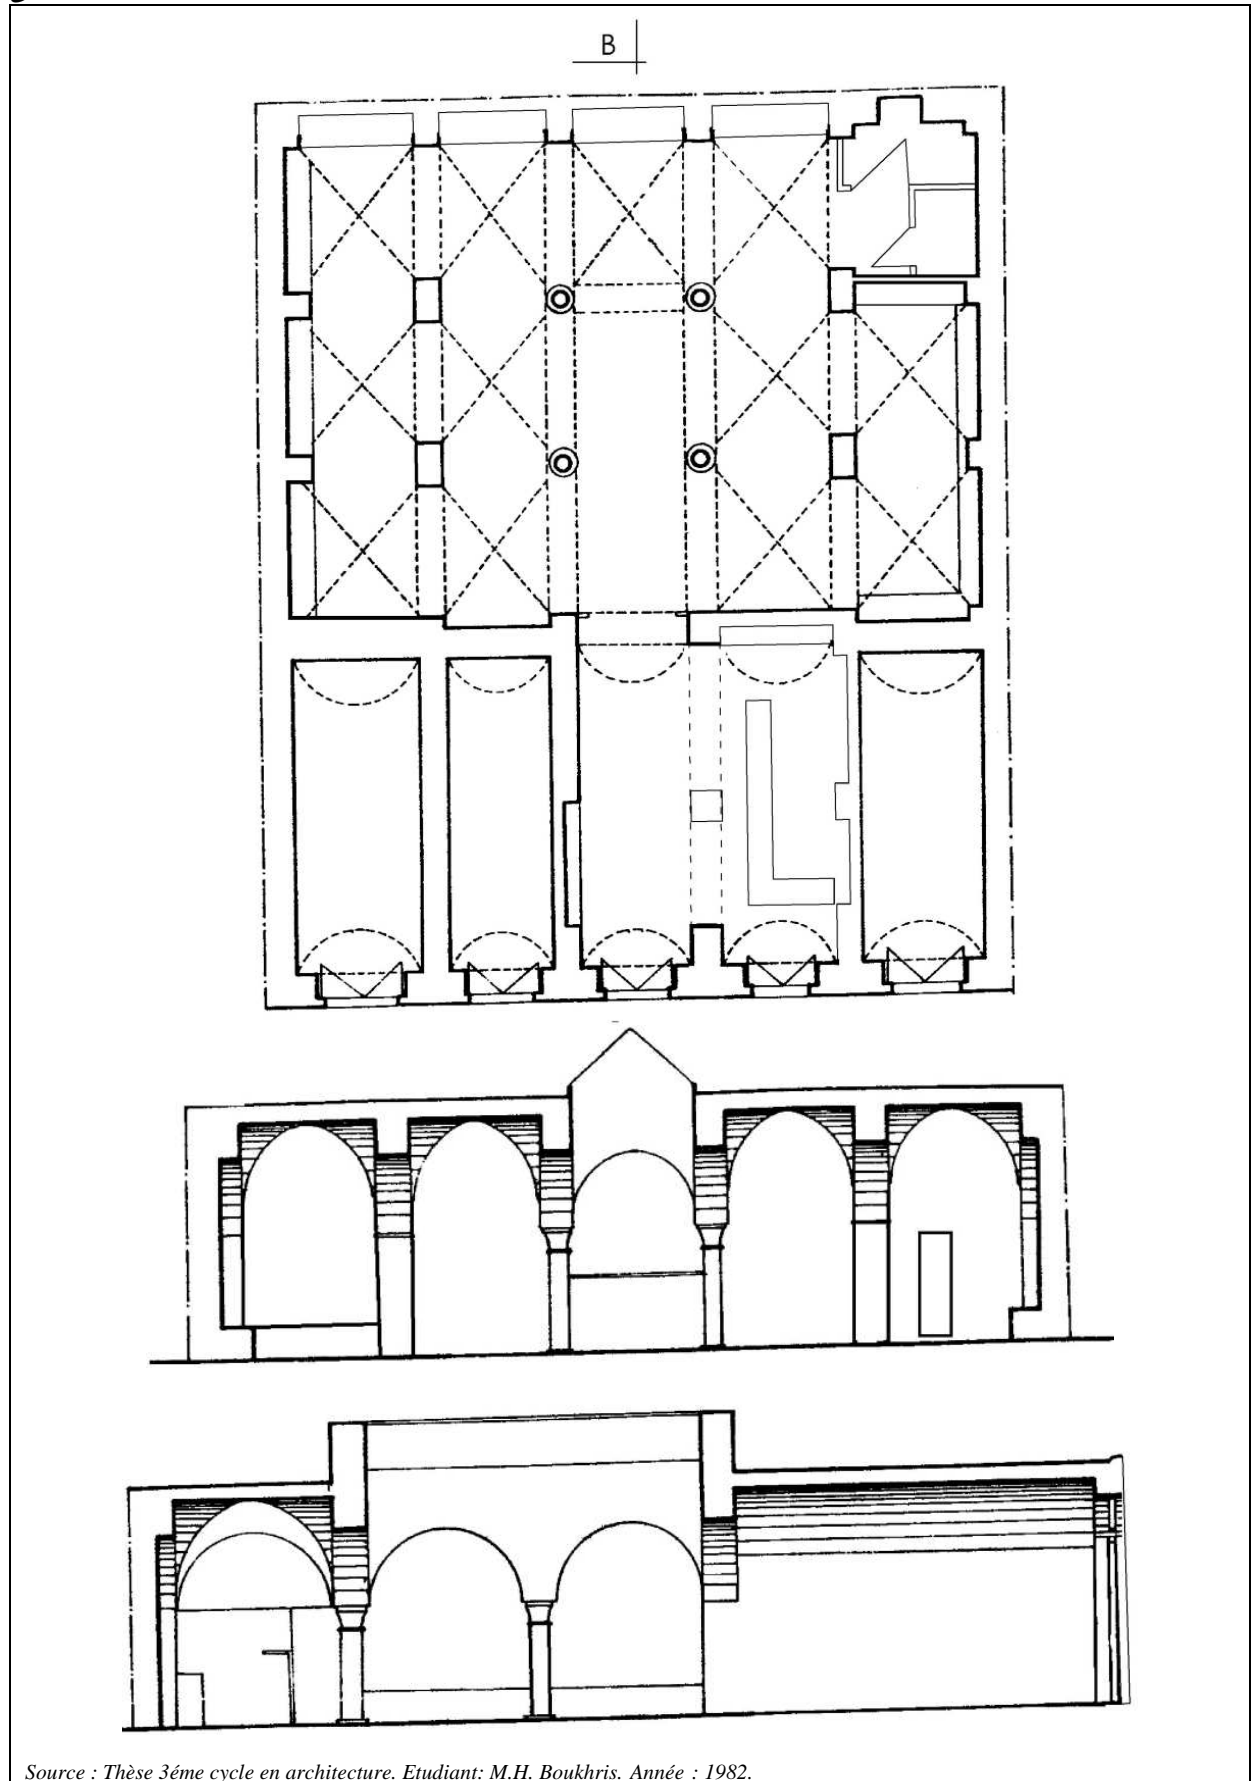 B
Source : Thèse 3éme cycle en architecture. Etudiant: M.H. Boukhris. Année : 1982.